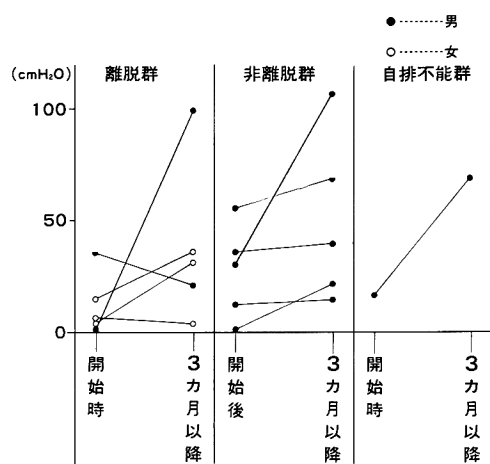 ●--------男
○--------女
(cmH₂O)
離脱群
非離脱群
自排不能群
100
50
0
開始時
3カ月以降
開始後
3カ月以降
開始時
3カ月以降